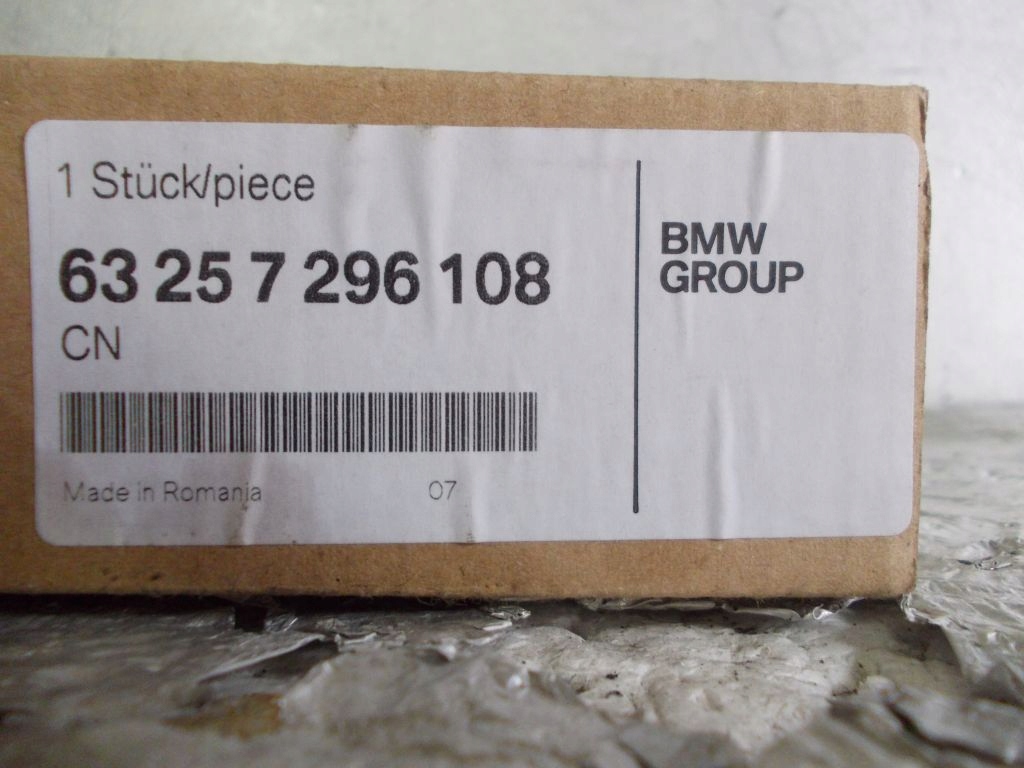 1 Stück/piece
63 25 7 296 108
CN
Made in Romania 07
BMW
GROUP